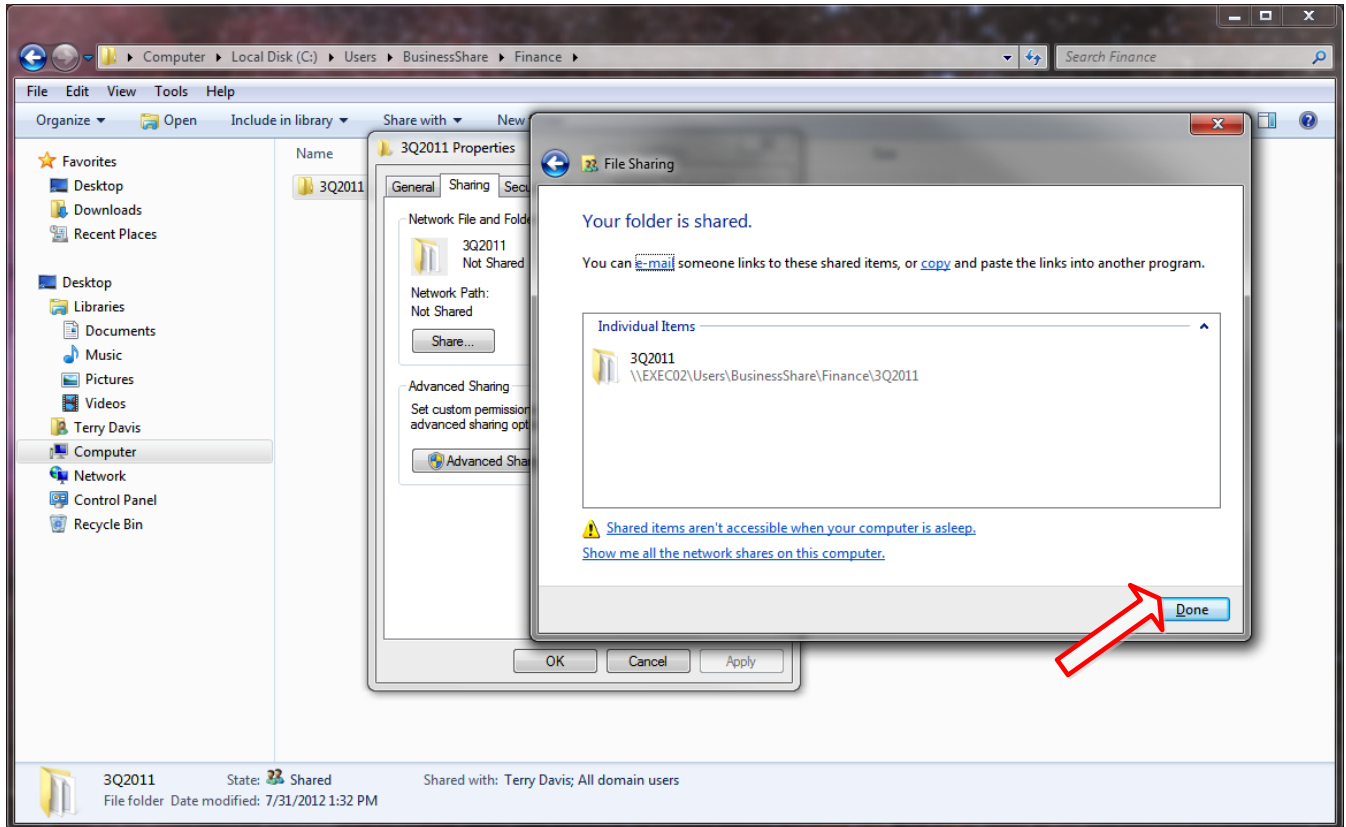 Computer
Local Disk (C:)
Users
BusinessShare
Finance
Search Finance
File Edit View Tools Help
Organize
Open
Include in library
Share with
New
Favorites
Desktop
Downloads
Recent Places
Desktop
Libraries
Documents
Music
Pictures
Videos
Terry Davis
Computer
Network
Control Panel
Recycle Bin
Name
3Q2011
3Q2011 Properties
General
Sharing
Network File and
3Q2011
Not Shared
Network Path:
Not Shared
Share...
Advanced Sharing
Set custom
advanced sharing
Advanced
OK
Cancel
Apply
File Sharing
Your folder is shared.
You can e-mail someone links to these shared items, or copy and paste the links into another program.
Individual Items
3Q2011
\\EXEC02\Users\BusinessShare\Finance\3Q2011
Shared items aren't accessible when your computer is asleep.
Show me all the network shares on this computer.
Done
3Q2011 State: Shared Shared with: Terry Davis; All domain users
File folder Date modified: 7/31/2012 1:32 PM